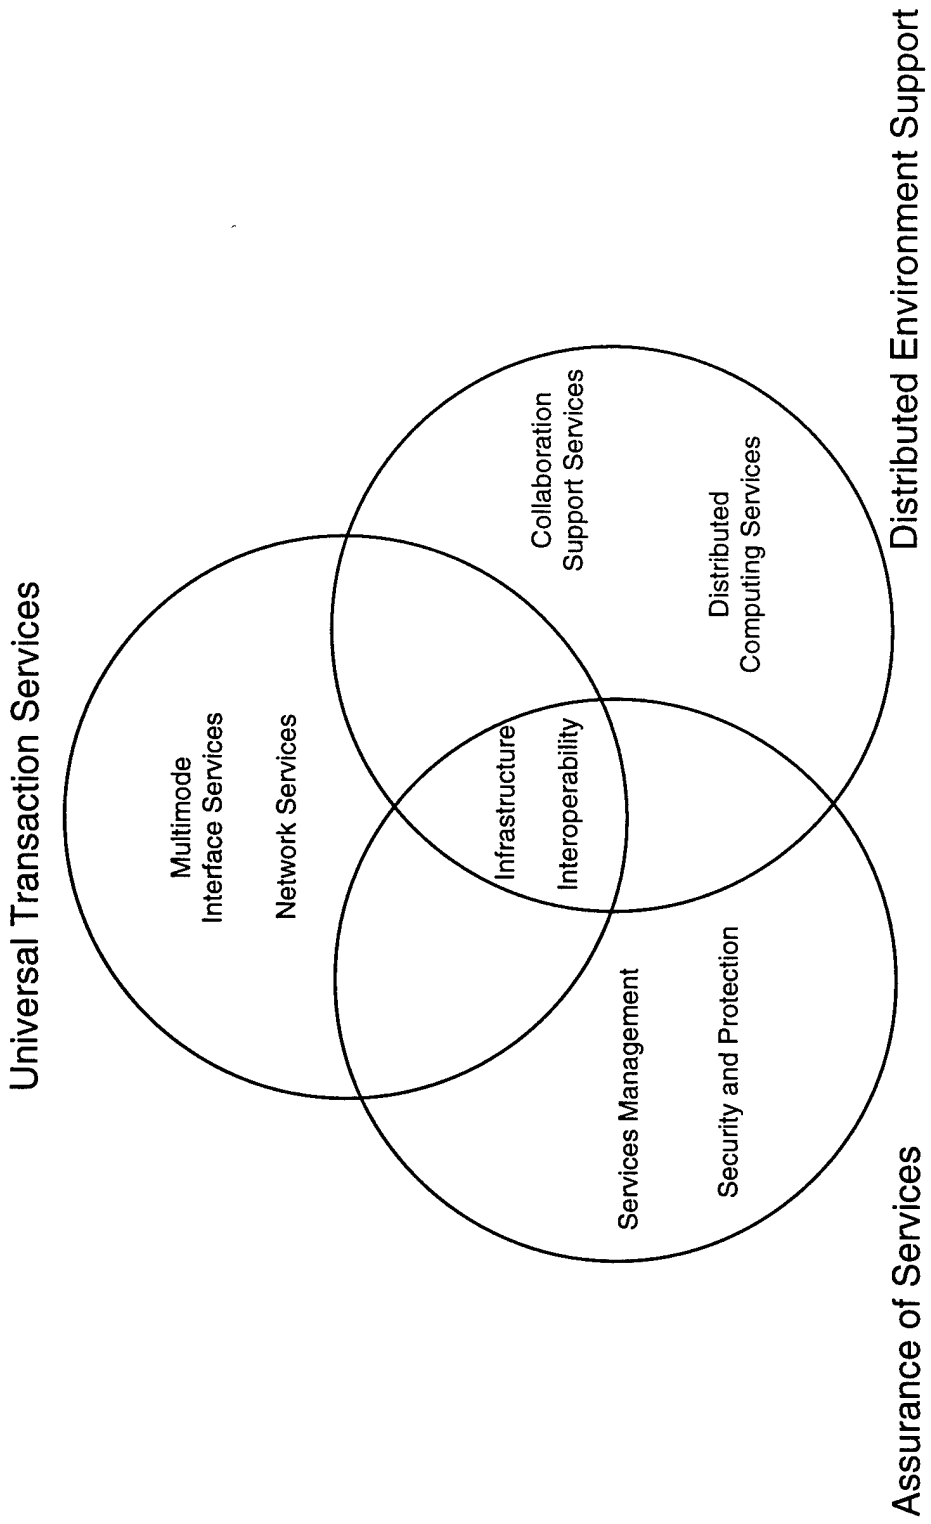 Universal Transaction Services
Multimode
Interface Services
Network Services
Infrastructure
Interoperability
Collaboration
Support Services
Distributed
Computing Services
Services Management
Security and Protection
Assurance of Services
Distributed Environment Support